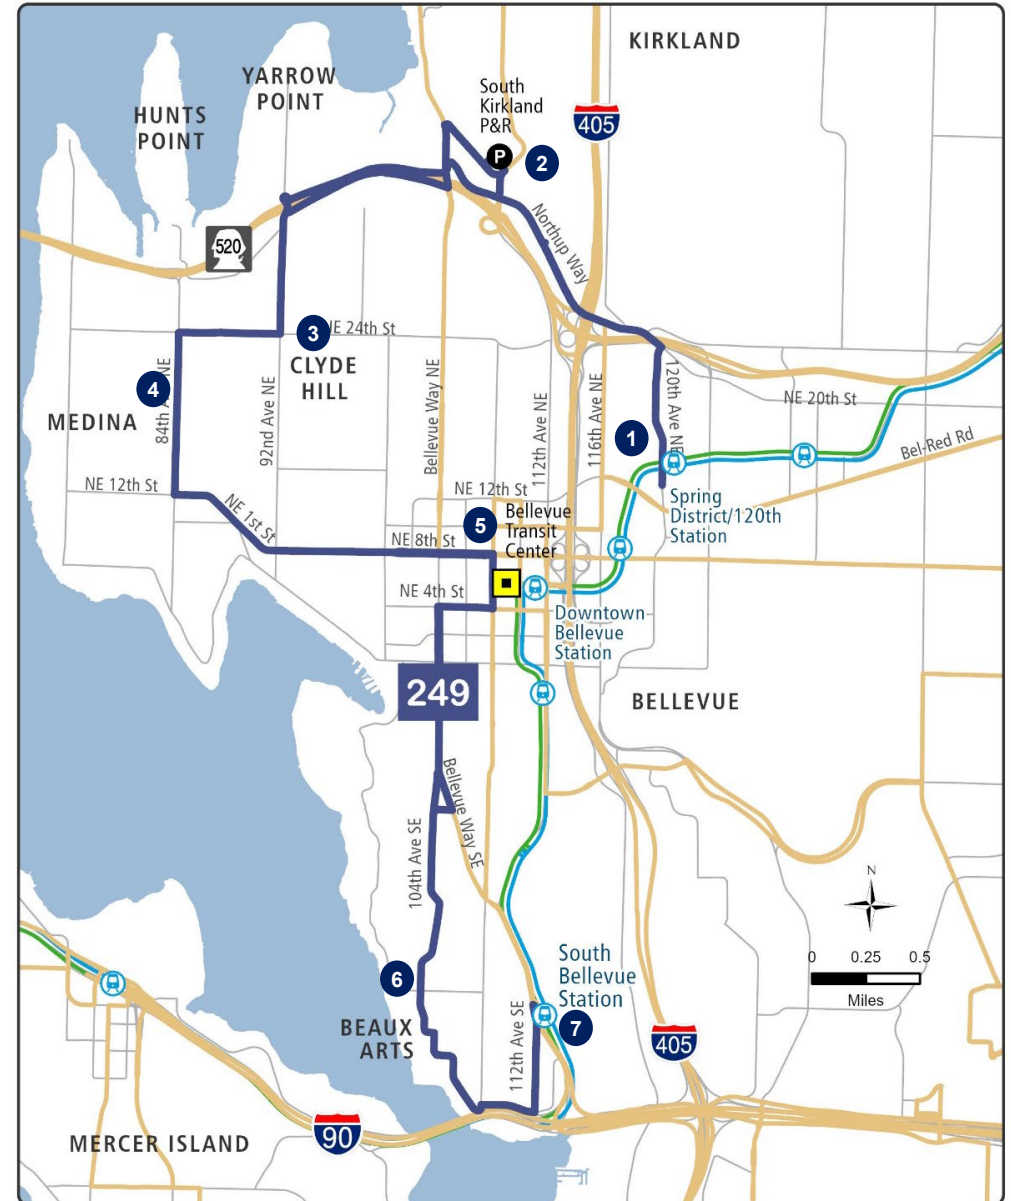 KIRKLAND
YARROW
POINT
HUNTS
POINT
South
Kirkland
P&R
P
2
405
520
Northup Way
3
NE 24th St
CLYDE
HILL
4
84th Ave NE
MEDINA
92nd Ave NE
Bellevue Way NE
112th Ave NE
116th Ave NE
120th Ave NE
NE 20th St
Bel-Red Rd
1
Spring
District/120th
Station
NE 12th St
NE 12th St
NE 1st St
5
Bellevue
Transit
Center
NE 8th St
NE 4th St
Downtown
Bellevue
Station
249
BELLEVUE
Bellevue Way SE
104th Ave SE
N
0 0.25 0.5
Miles
South
Bellevue
Station
6
7
BEAUX
ARTS
112th Ave SE
405
90
MERCER ISLAND